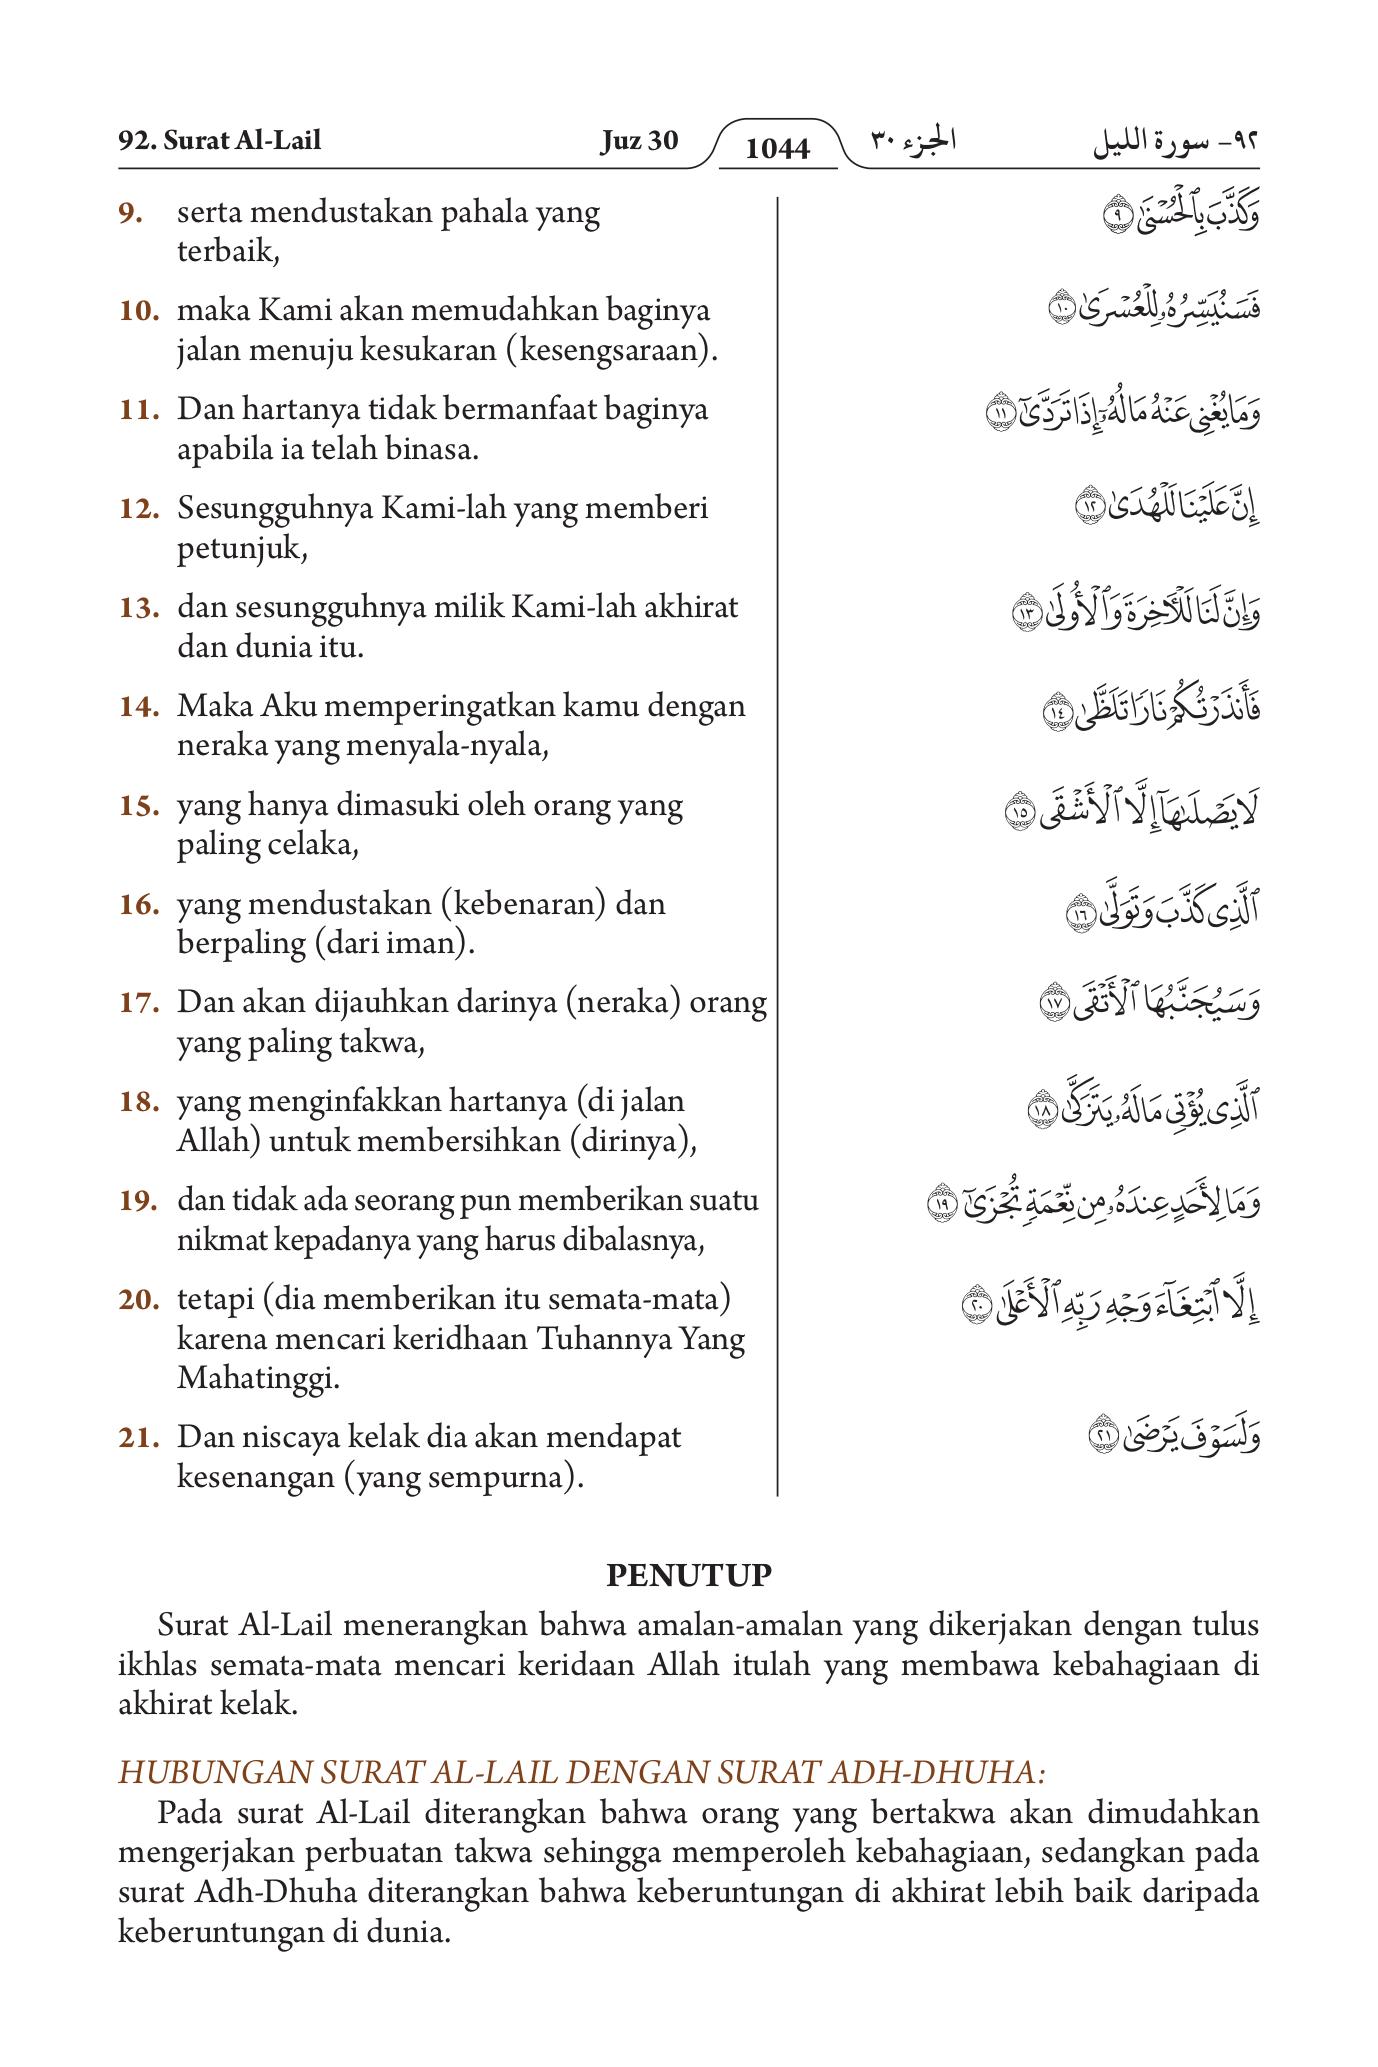 92. Surat Al-Lail Juz 30 1044 الجزء ٣٠ ٩٢- سورة الليل
9. serta mendustakan pahala yang
terbaik,
وَكَذَّبَ بِٱلْحُسْنَىٰ ٩
10. maka Kami akan memudahkan baginya
jalan menuju kesukaran (kesengsaraan).
فَسَنُيَسِّرُهُۥ لِلْعُسْرَىٰ ١٠
11. Dan hartanya tidak bermanfaat baginya
apabila ia telah binasa.
وَمَا يُغْنِى عَنْهُ مَالُهُۥٓ إِذَا تَرَدَّىٰٓ ١١
12. Sesungguhnya Kami-lah yang memberi
petunjuk,
إِنَّ عَلَيْنَا لَلْهُدَىٰ ١٢
13. dan sesungguhnya milik Kami-lah akhirat
dan dunia itu.
وَإِنَّ لَنَا لَلْـَٔاخِرَةَ وَٱلْأُولَىٰ ١٣
14. Maka Aku memperingatkan kamu dengan
neraka yang menyala-nyala,
فَأَنذَرْتُكُمْ نَارًا تَلَظَّىٰ ١٤
15. yang hanya dimasuki oleh orang yang
paling celaka,
لَا يَصْلَىٰهَآ إِلَّا ٱلْأَشْقَى ١٥
16. yang mendustakan (kebenaran) dan
berpaling (dari iman).
ٱلَّذِى كَذَّبَ وَتَوَلَّىٰ ١٦
17. Dan akan dijauhkan darinya (neraka) orang
yang paling takwa,
وَسَيُجَنَّبُهَا ٱلْأَتْقَى ١٧
18. yang menginfakkan hartanya (di jalan
Allah) untuk membersihkan (dirinya),
ٱلَّذِى يُؤْتِى مَالَهُۥ يَتَزَكَّىٰ ١٨
19. dan tidak ada seorang pun memberikan suatu
nikmat kepadanya yang harus dibalasnya,
وَمَا لِأَحَدٍ عِندَهُۥ مِن نِّعْمَةٍ تُجْزَىٰٓ ١٩
20. tetapi (dia memberikan itu semata-mata)
karena mencari keridhaan Tuhannya Yang
Mahatinggi.
إِلَّا ٱبْتِغَآءَ وَجْهِ رَبِّهِ ٱلْأَعْلَىٰ ٢٠
21. Dan niscaya kelak dia akan mendapat
kesenangan (yang sempurna).
وَلَسَوْفَ يَرْضَىٰ ٢١
PENUTUP
Surat Al-Lail menerangkan bahwa amalan-amalan yang dikerjakan dengan tulus
ikhlas semata-mata mencari keridaan Allah itulah yang membawa kebahagiaan di
akhirat kelak.
HUBUNGAN SURAT AL-LAIL DENGAN SURAT ADH-DHUHA:
Pada surat Al-Lail diterangkan bahwa orang yang bertakwa akan dimudahkan
mengerjakan perbuatan takwa sehingga memperoleh kebahagiaan, sedangkan pada
surat Adh-Dhuha diterangkan bahwa keberuntungan di akhirat lebih baik daripada
keberuntungan di dunia.